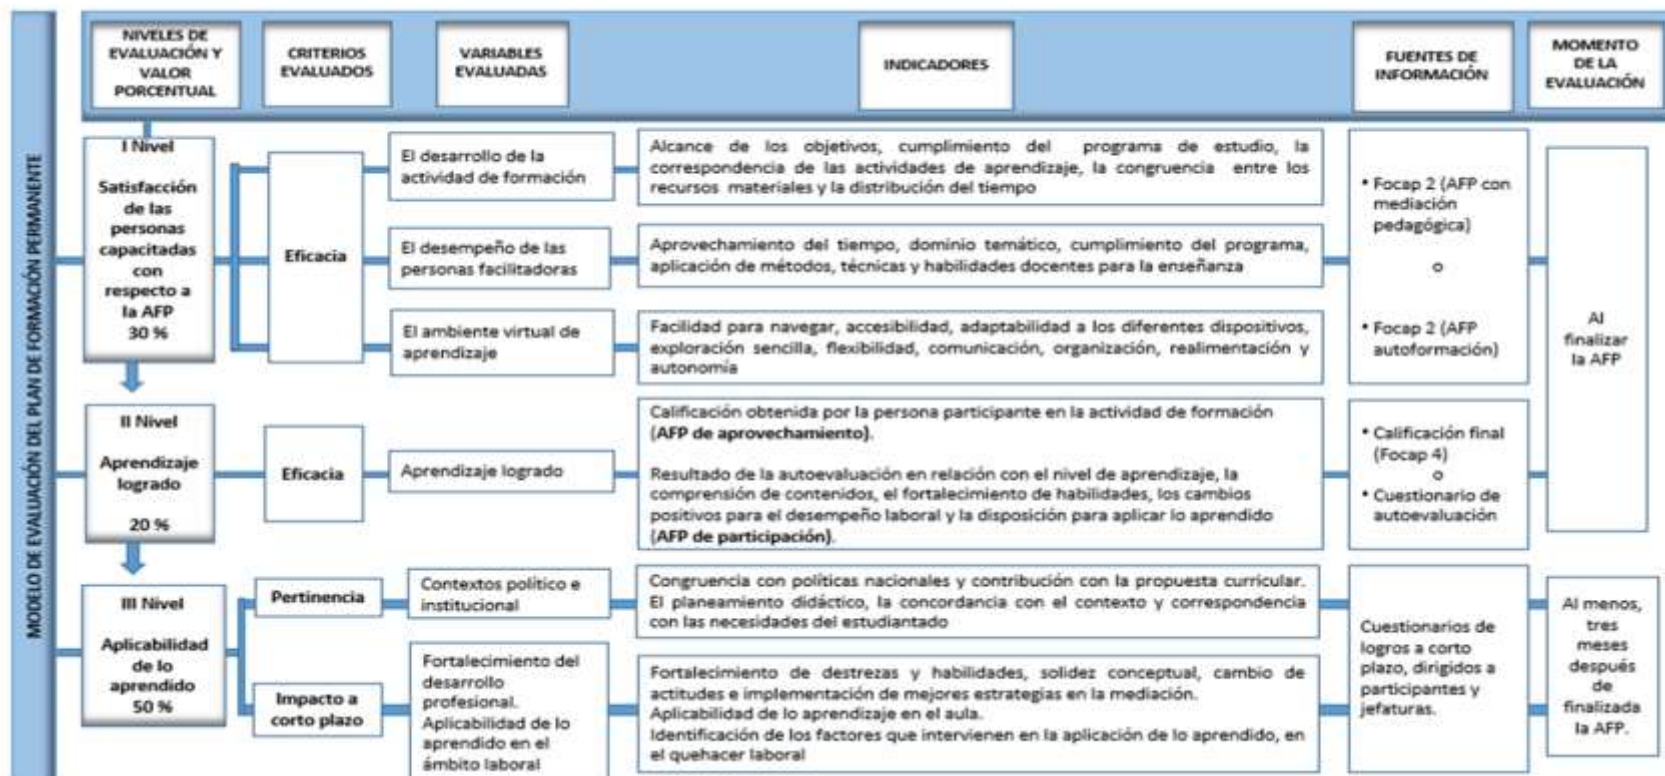 MODELO DE EVALUACIÓN DEL PLAN DE FORMACIÓN PERMANENTE
NIVELES DE
EVALUACIÓN Y
VALOR
PORCENTUAL
CRITERIOS
EVALUADOS
VARIABLES
EVALUADAS
INDICADORES
FUENTES DE
INFORMACIÓN
MOMENTO
DE LA
EVALUACIÓN
I Nivel
Satisfacción
de las
personas
capacitadas
con
respecto a
la AFP
30 %
Eficacia
El desarrollo de la
actividad de formación
Alcance de los objetivos, cumplimiento del programa de estudio, la
correspondencia de las actividades de aprendizaje, la congruencia entre los
recursos materiales y la distribución del tiempo
El desempeño de las
personas facilitadoras
Aprovechamiento del tiempo, dominio temático, cumplimiento del programa,
aplicación de métodos, técnicas y habilidades docentes para la enseñanza
El ambiente virtual de
aprendizaje
Facilidad para navegar, accesibilidad, adaptabilidad a los diferentes dispositivos,
exploración sencilla, flexibilidad, comunicación, organización, realimentación y
autonomía
• Focap 2 (AFP con
mediación
pedagógica)
o
• Focap 2 (AFP
autoformación)
Al
finalizar
la AFP
II Nivel
Aprendizaje
logrado
20 %
Eficacia
Aprendizaje logrado
Calificación obtenida por la persona participante en la actividad de formación
(AFP de aprovechamiento).
Resultado de la autoevaluación en relación con el nivel de aprendizaje, la
comprensión de contenidos, el fortalecimiento de habilidades, los cambios
positivos para el desempeño laboral y la disposición para aplicar lo aprendido
(AFP de participación).
• Calificación final
(Focap 4)
o
• Cuestionario de
autoevaluación
III Nivel
Aplicabilidad
de lo
aprendido
50 %
Pertinencia
Contextos político e
institucional
Congruencia con políticas nacionales y contribución con la propuesta curricular.
El planeamiento didáctico, la concordancia con el contexto y correspondencia
con las necesidades del estudiantado
Impacto a
corto plazo
Fortalecimiento del
desarrollo
profesional.
Aplicabilidad de lo
aprendido en el
ámbito laboral
Fortalecimiento de destrezas y habilidades, solidez conceptual, cambio de
actitudes e implementación de mejores estrategias en la mediación.
Aplicabilidad de lo aprendizaje en el aula.
Identificación de los factores que intervienen en la aplicación de lo aprendido, en
el quehacer laboral
Cuestionarios de
logros a corto
plazo, dirigidos a
participantes y
jefaturas.
Al menos,
tres
meses
después
de
finalizada
la AFP.